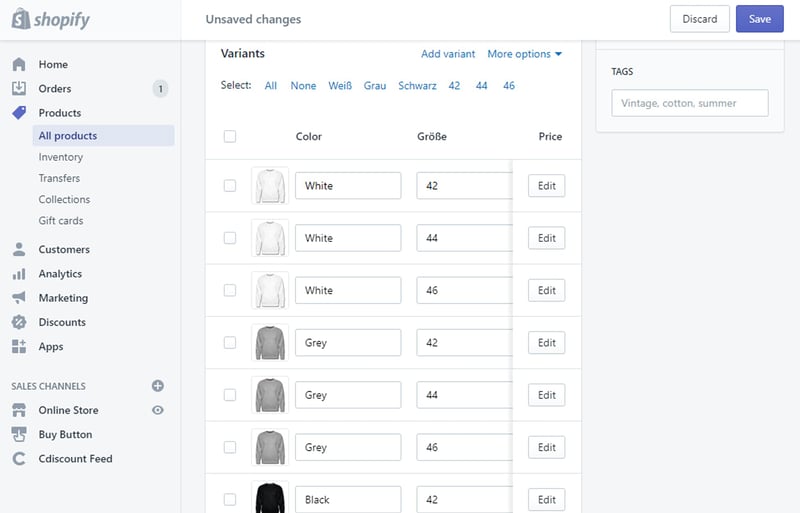 shopify
Unsaved changes
Discard
Save
Home
Orders
1
Products
All products
Inventory
Transfers
Collections
Gift cards
Customers
Analytics
Marketing
Discounts
Apps
SALES CHANNELS
Online Store
Buy Button
Cdiscount Feed
Variants
Add variant
More options
Select: All None Weiß Grau Schwarz 42 44 46
Color Größe Price
White 42 Edit
White 44 Edit
White 46 Edit
Grey 42 Edit
Grey 44 Edit
Grey 46 Edit
Black 42 Edit
TAGS
Vintage, cotton, summer